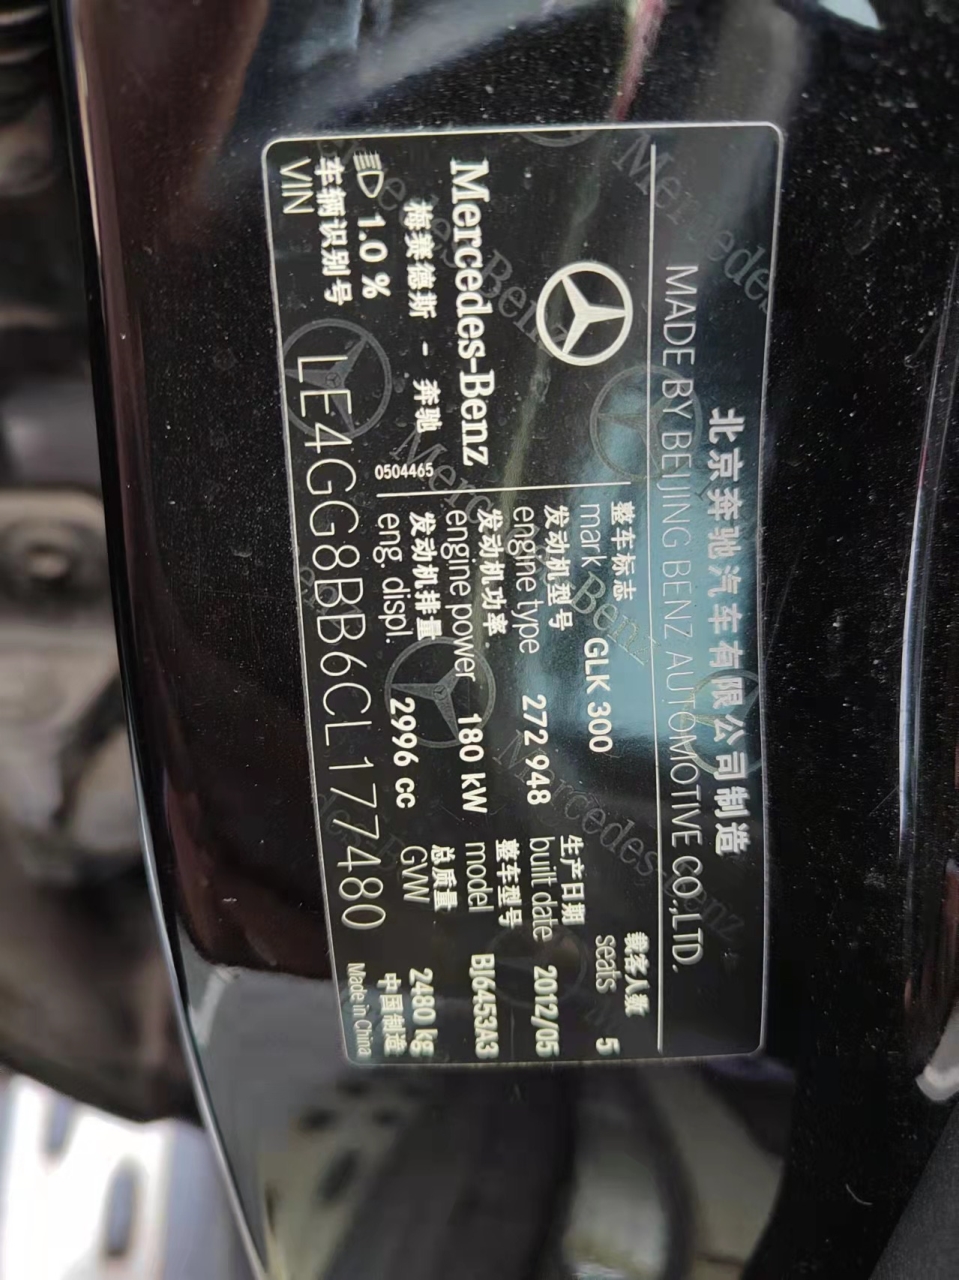 北京奔驰汽车有限公司制造
MADE BY BEIJING BENZ AUTOMOTIVE CO.,LTD.
Mercedes-Benz
梅赛德斯 - 奔驰
1.0 %
0504465
整车标志
mark GLK 300
载客人数
seats 5
发动机型号
engine type 272 948
生产日期
built date 2012/05
发动机功率
engine power 180 kW
整车型号
model BJ6453A3
发动机排量
eng. displ. 2996 cc
总质量
GVW 2480 kg
车辆识别号
VIN LE4GG8BB6CL177480
中国制造
Made in China